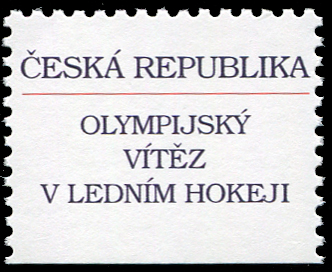 ČESKÁ REPUBLIKA
OLYMPIJSKÝ
VÍTĚZ
V LEDNÍM HOKEJI